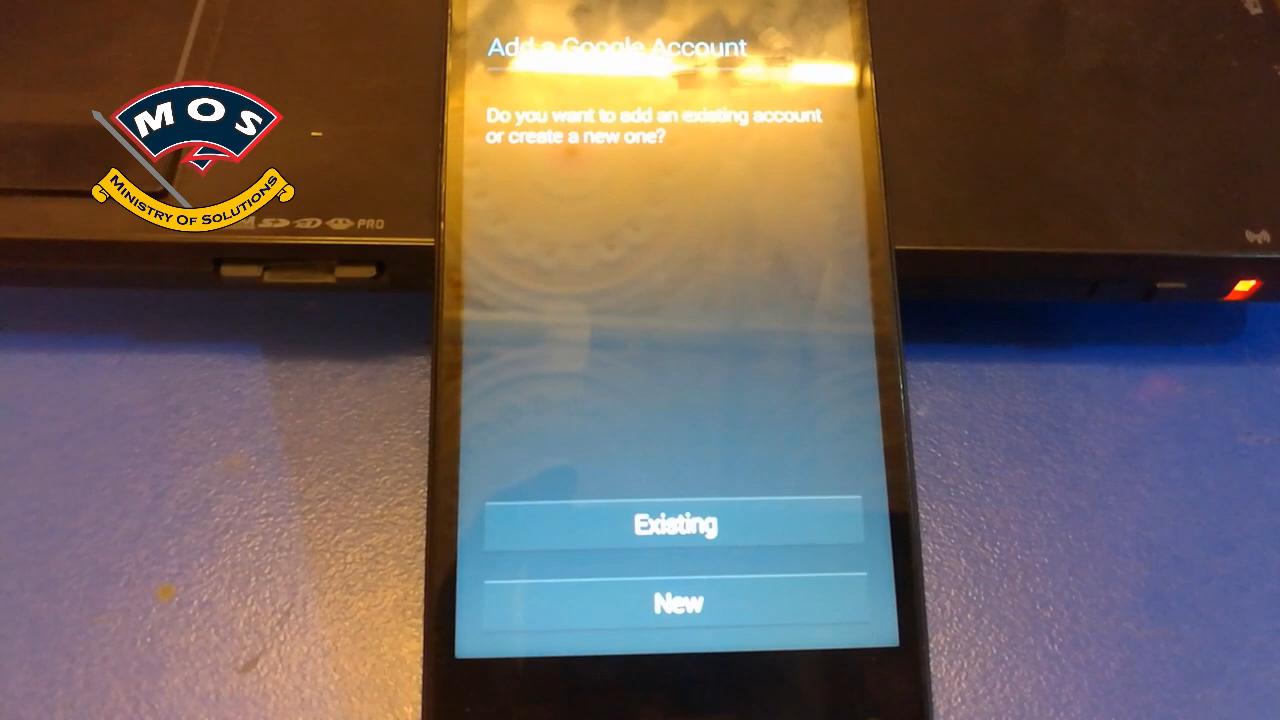 Add a Google Account
Do you want to add an existing account
or create a new one?
MOS
MINISTRY OF SOLUTIONS
PRO
Existing
New